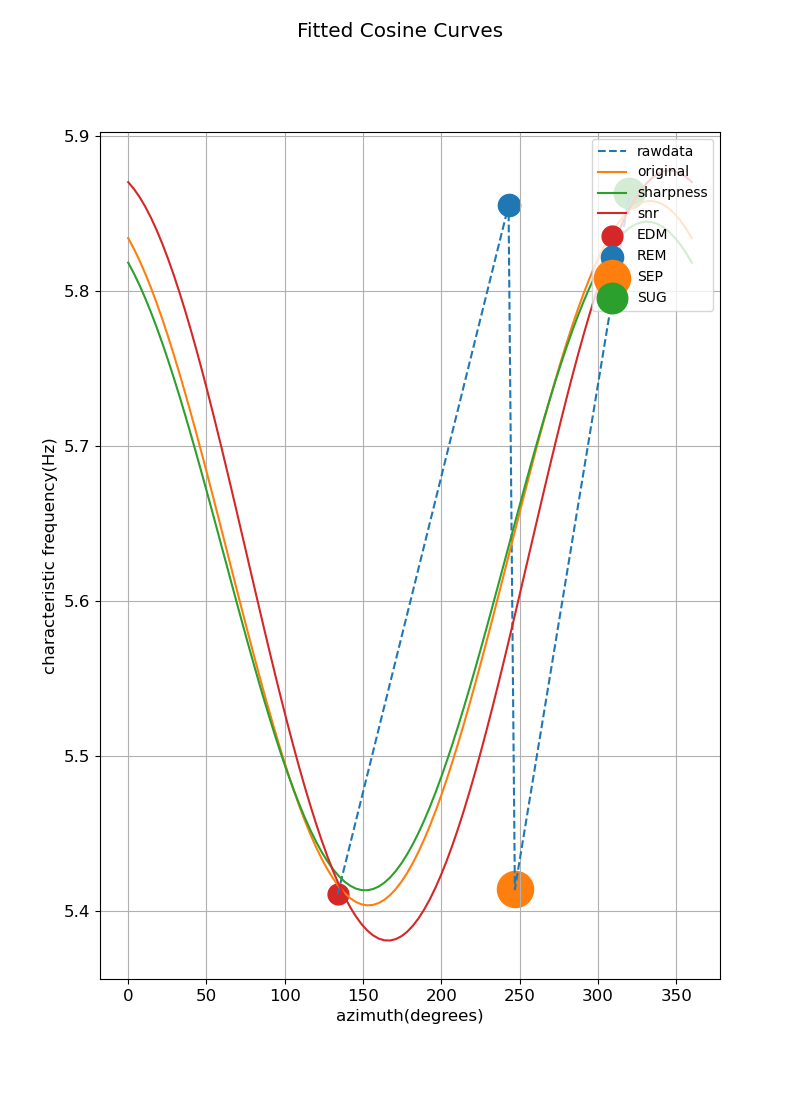 Fitted Cosine Curves
5.9
5.8
5.7
5.6
5.5
5.4
characteristic frequency(Hz)
0 50 100 150 200 250 300 350
azimuth(degrees)
rawdata
original
sharpness
snr
EDM
REM
SEP
SUG